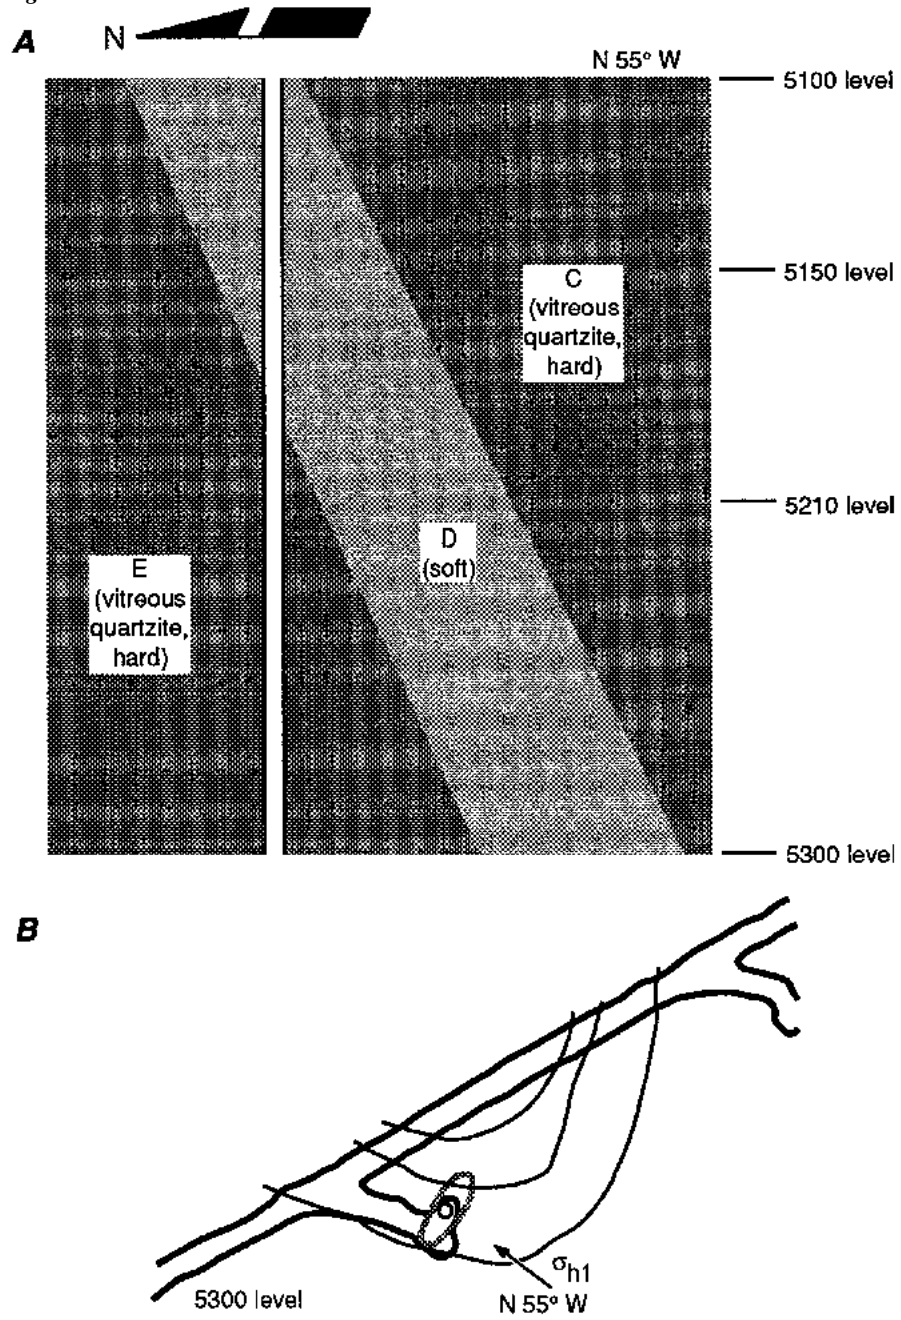 A
N
N 55° W
5100 level
5150 level
C
(vitreous
quartzite,
hard)
5210 level
D
(soft)
E
(vitreous
quartzite,
hard)
5300 level
B
σh1
N 55° W
5300 level